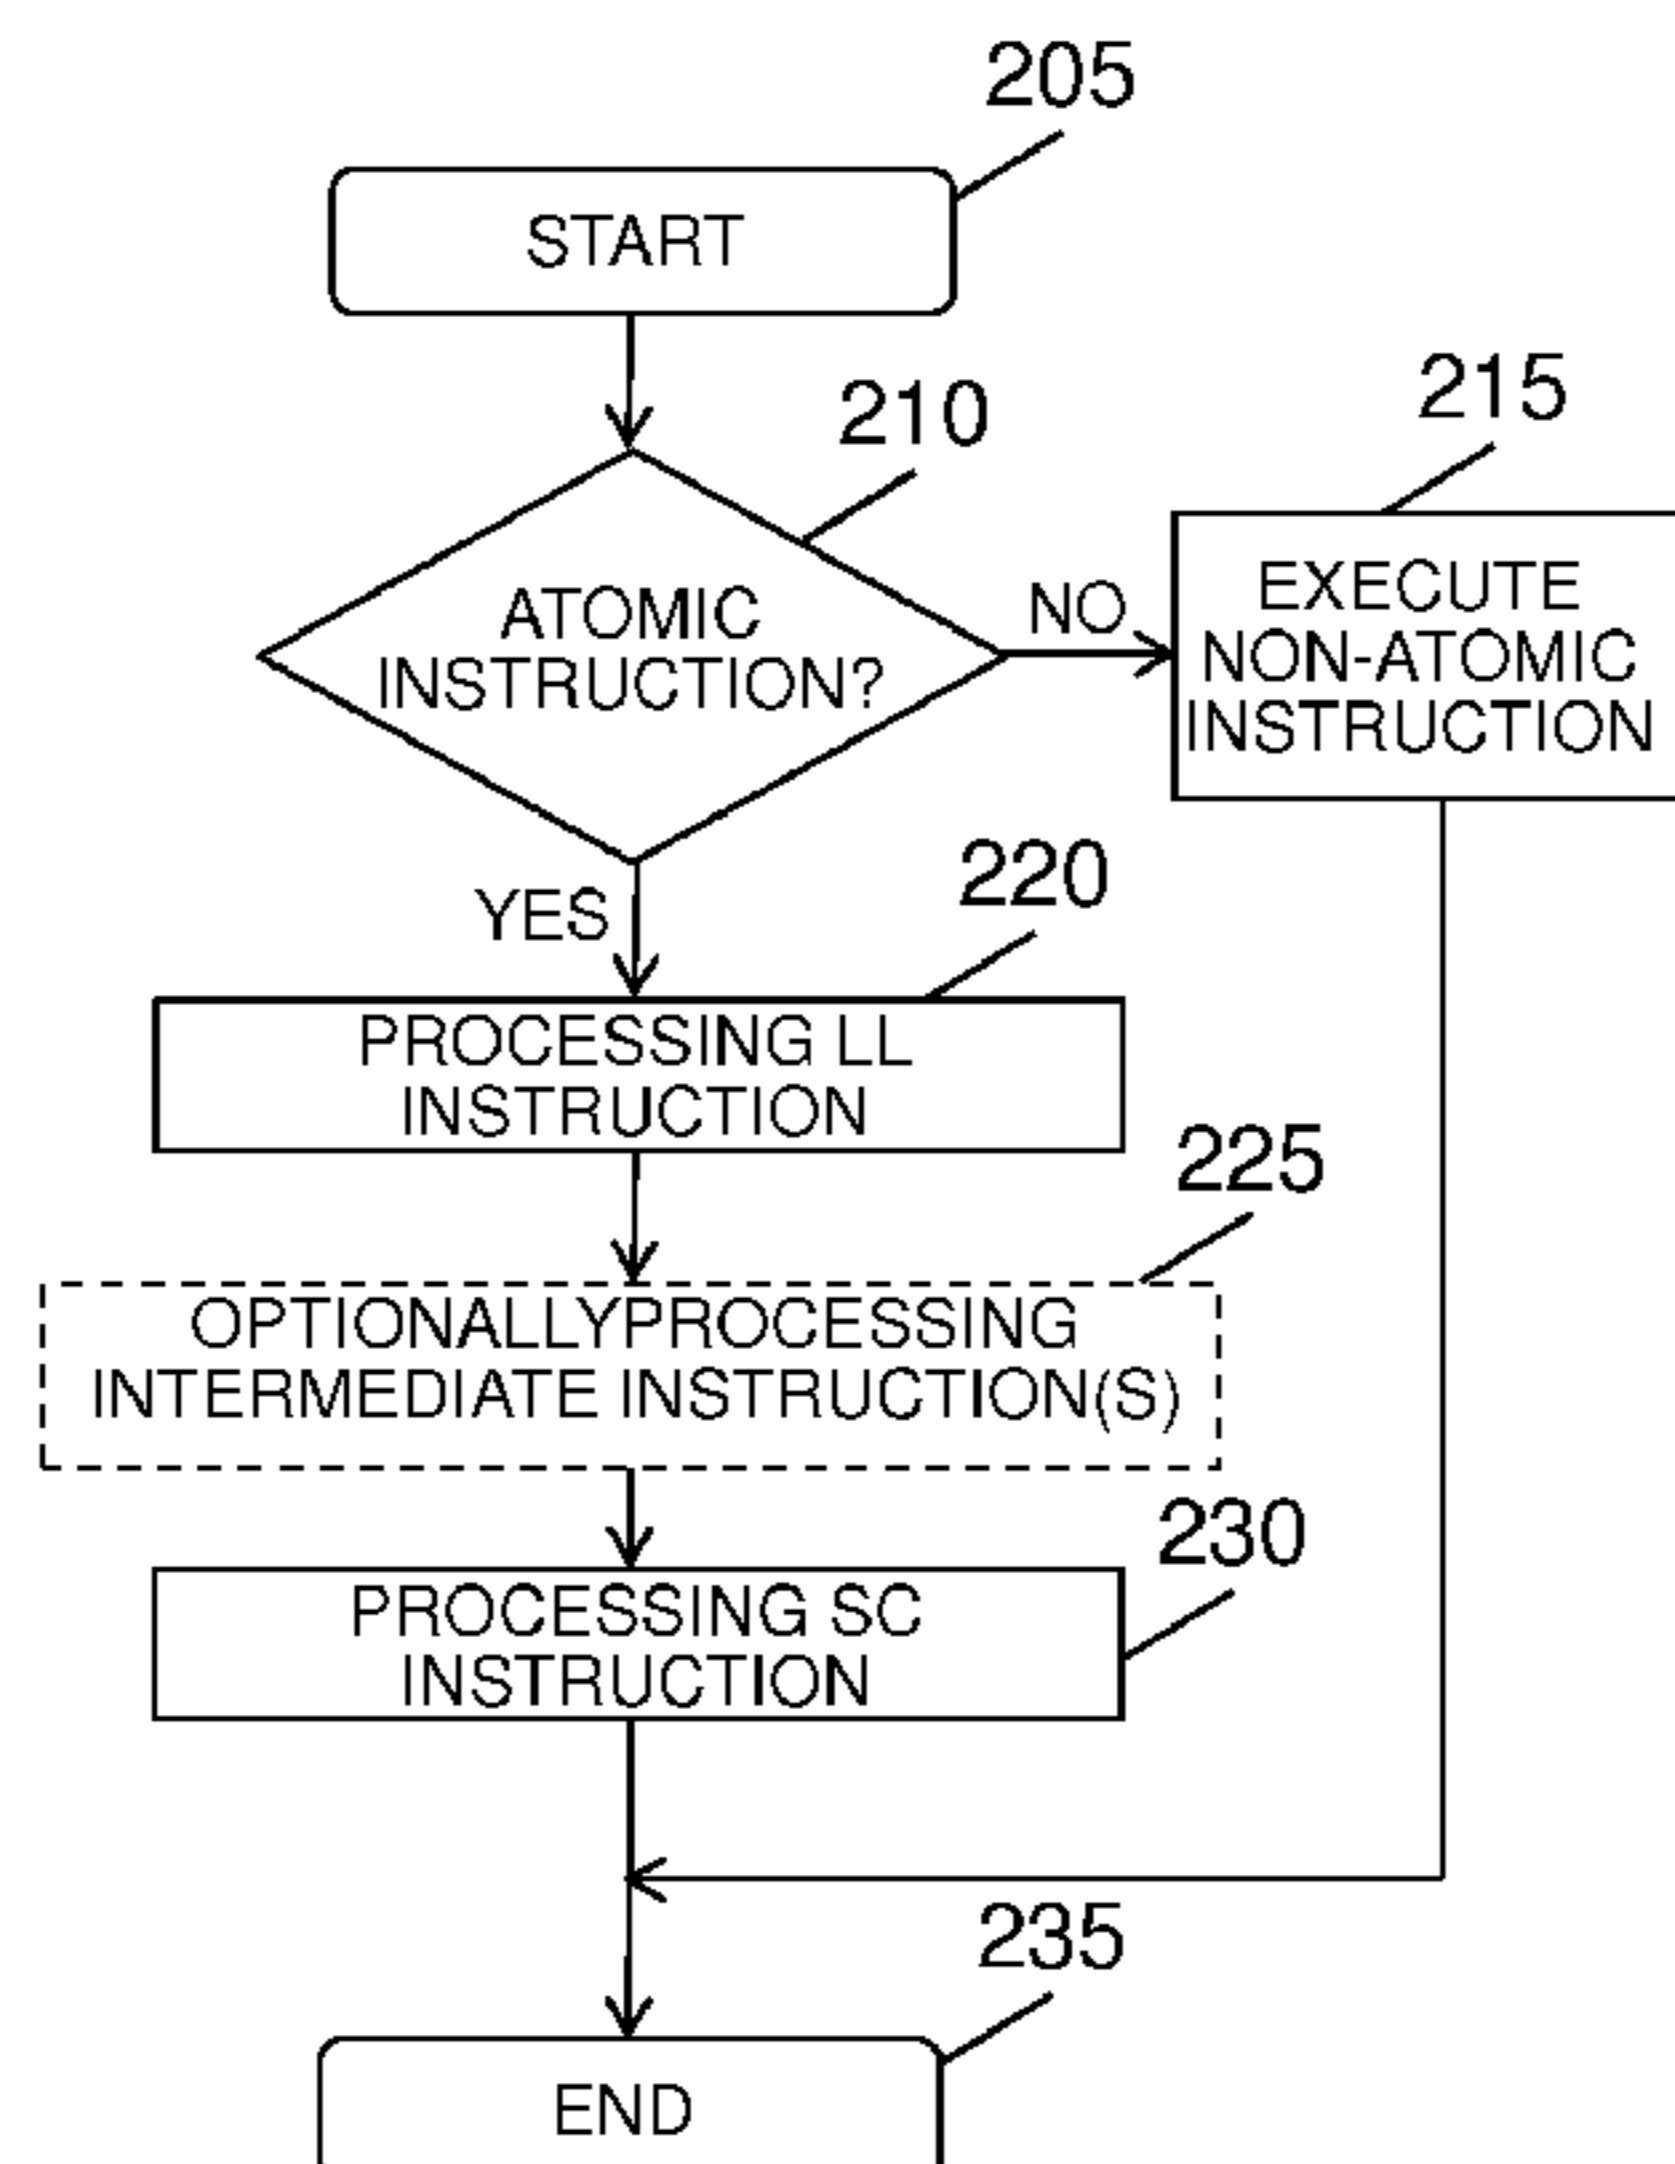 205
START
210
215
ATOMIC
INSTRUCTION?
NO
EXECUTE
NON-ATOMIC
INSTRUCTION
YES
220
PROCESSING LL
INSTRUCTION
225
OPTIONALLYPROCESSING
INTERMEDIATE INSTRUCTION(S)
230
PROCESSING SC
INSTRUCTION
235
END